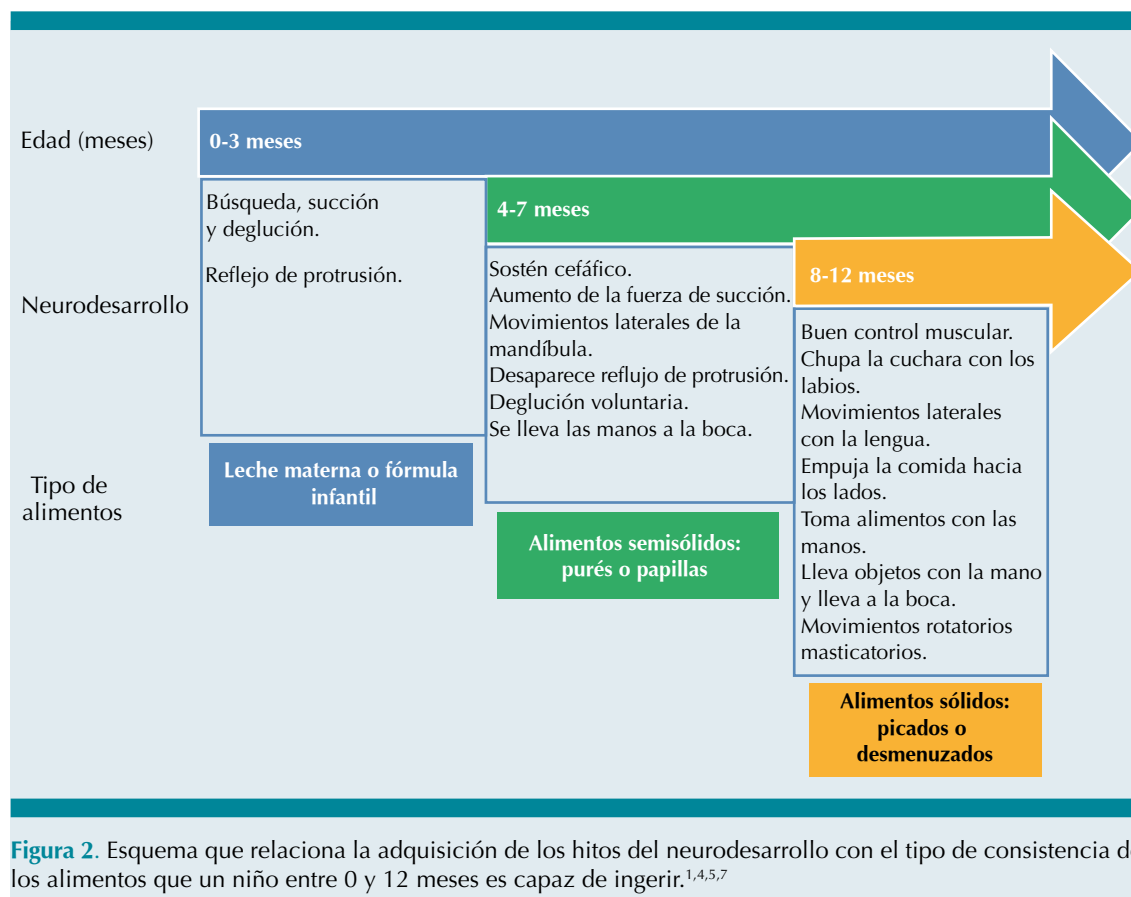 Edad (meses)
0-3 meses
Búsqueda, succión
y deglución.
Reflejo de protrusión.
4-7 meses
Neurodesarrollo
Sostén cefáfico.
Aumento de la fuerza de succión.
Movimientos laterales de la
mandíbula.
Desaparece reflujo de protrusión.
Deglución voluntaria.
Se lleva las manos a la boca.
8-12 meses
Buen control muscular.
Chupa la cuchara con los
labios.
Movimientos laterales
con la lengua.
Empuja la comida hacia
los lados.
Toma alimentos con las
manos.
Lleva objetos con la mano
y lleva a la boca.
Movimientos rotatorios
masticatorios.
Tipo de
alimentos
Leche materna o fórmula
infantil
Alimentos semisólidos:
purés o papillas
Alimentos sólidos:
picados o
desmenuzados
Figura 2. Esquema que relaciona la adquisición de los hitos del neurodesarrollo con el tipo de consistencia d
los alimentos que un niño entre 0 y 12 meses es capaz de ingerir.1,4,5,7